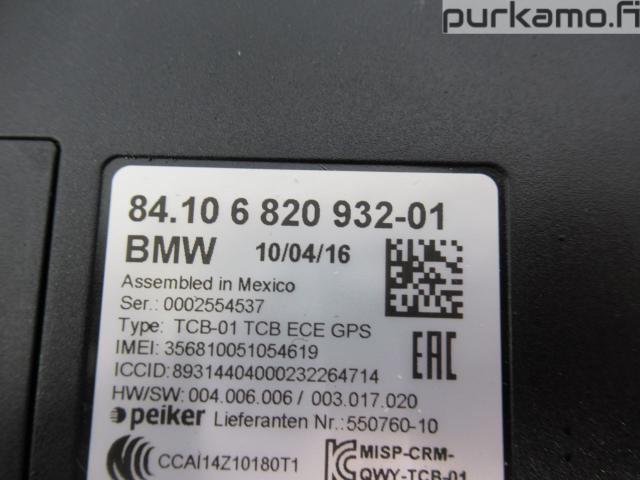 purkamo.fi
84.10 6 820 932-01
BMW 10/04/16
Assembled in Mexico
Ser.: 0002554537
Type: TCB-01 TCB ECE GPS
IMEI: 356810051054619
ICCID: 89314404000232264714
HW/SW: 004.006.006 / 003.017.020
peiker Lieferanten Nr.: 550760-10
CCAI14Z10180T1
MISP-CRM-
QWY-TCB-01
EAC